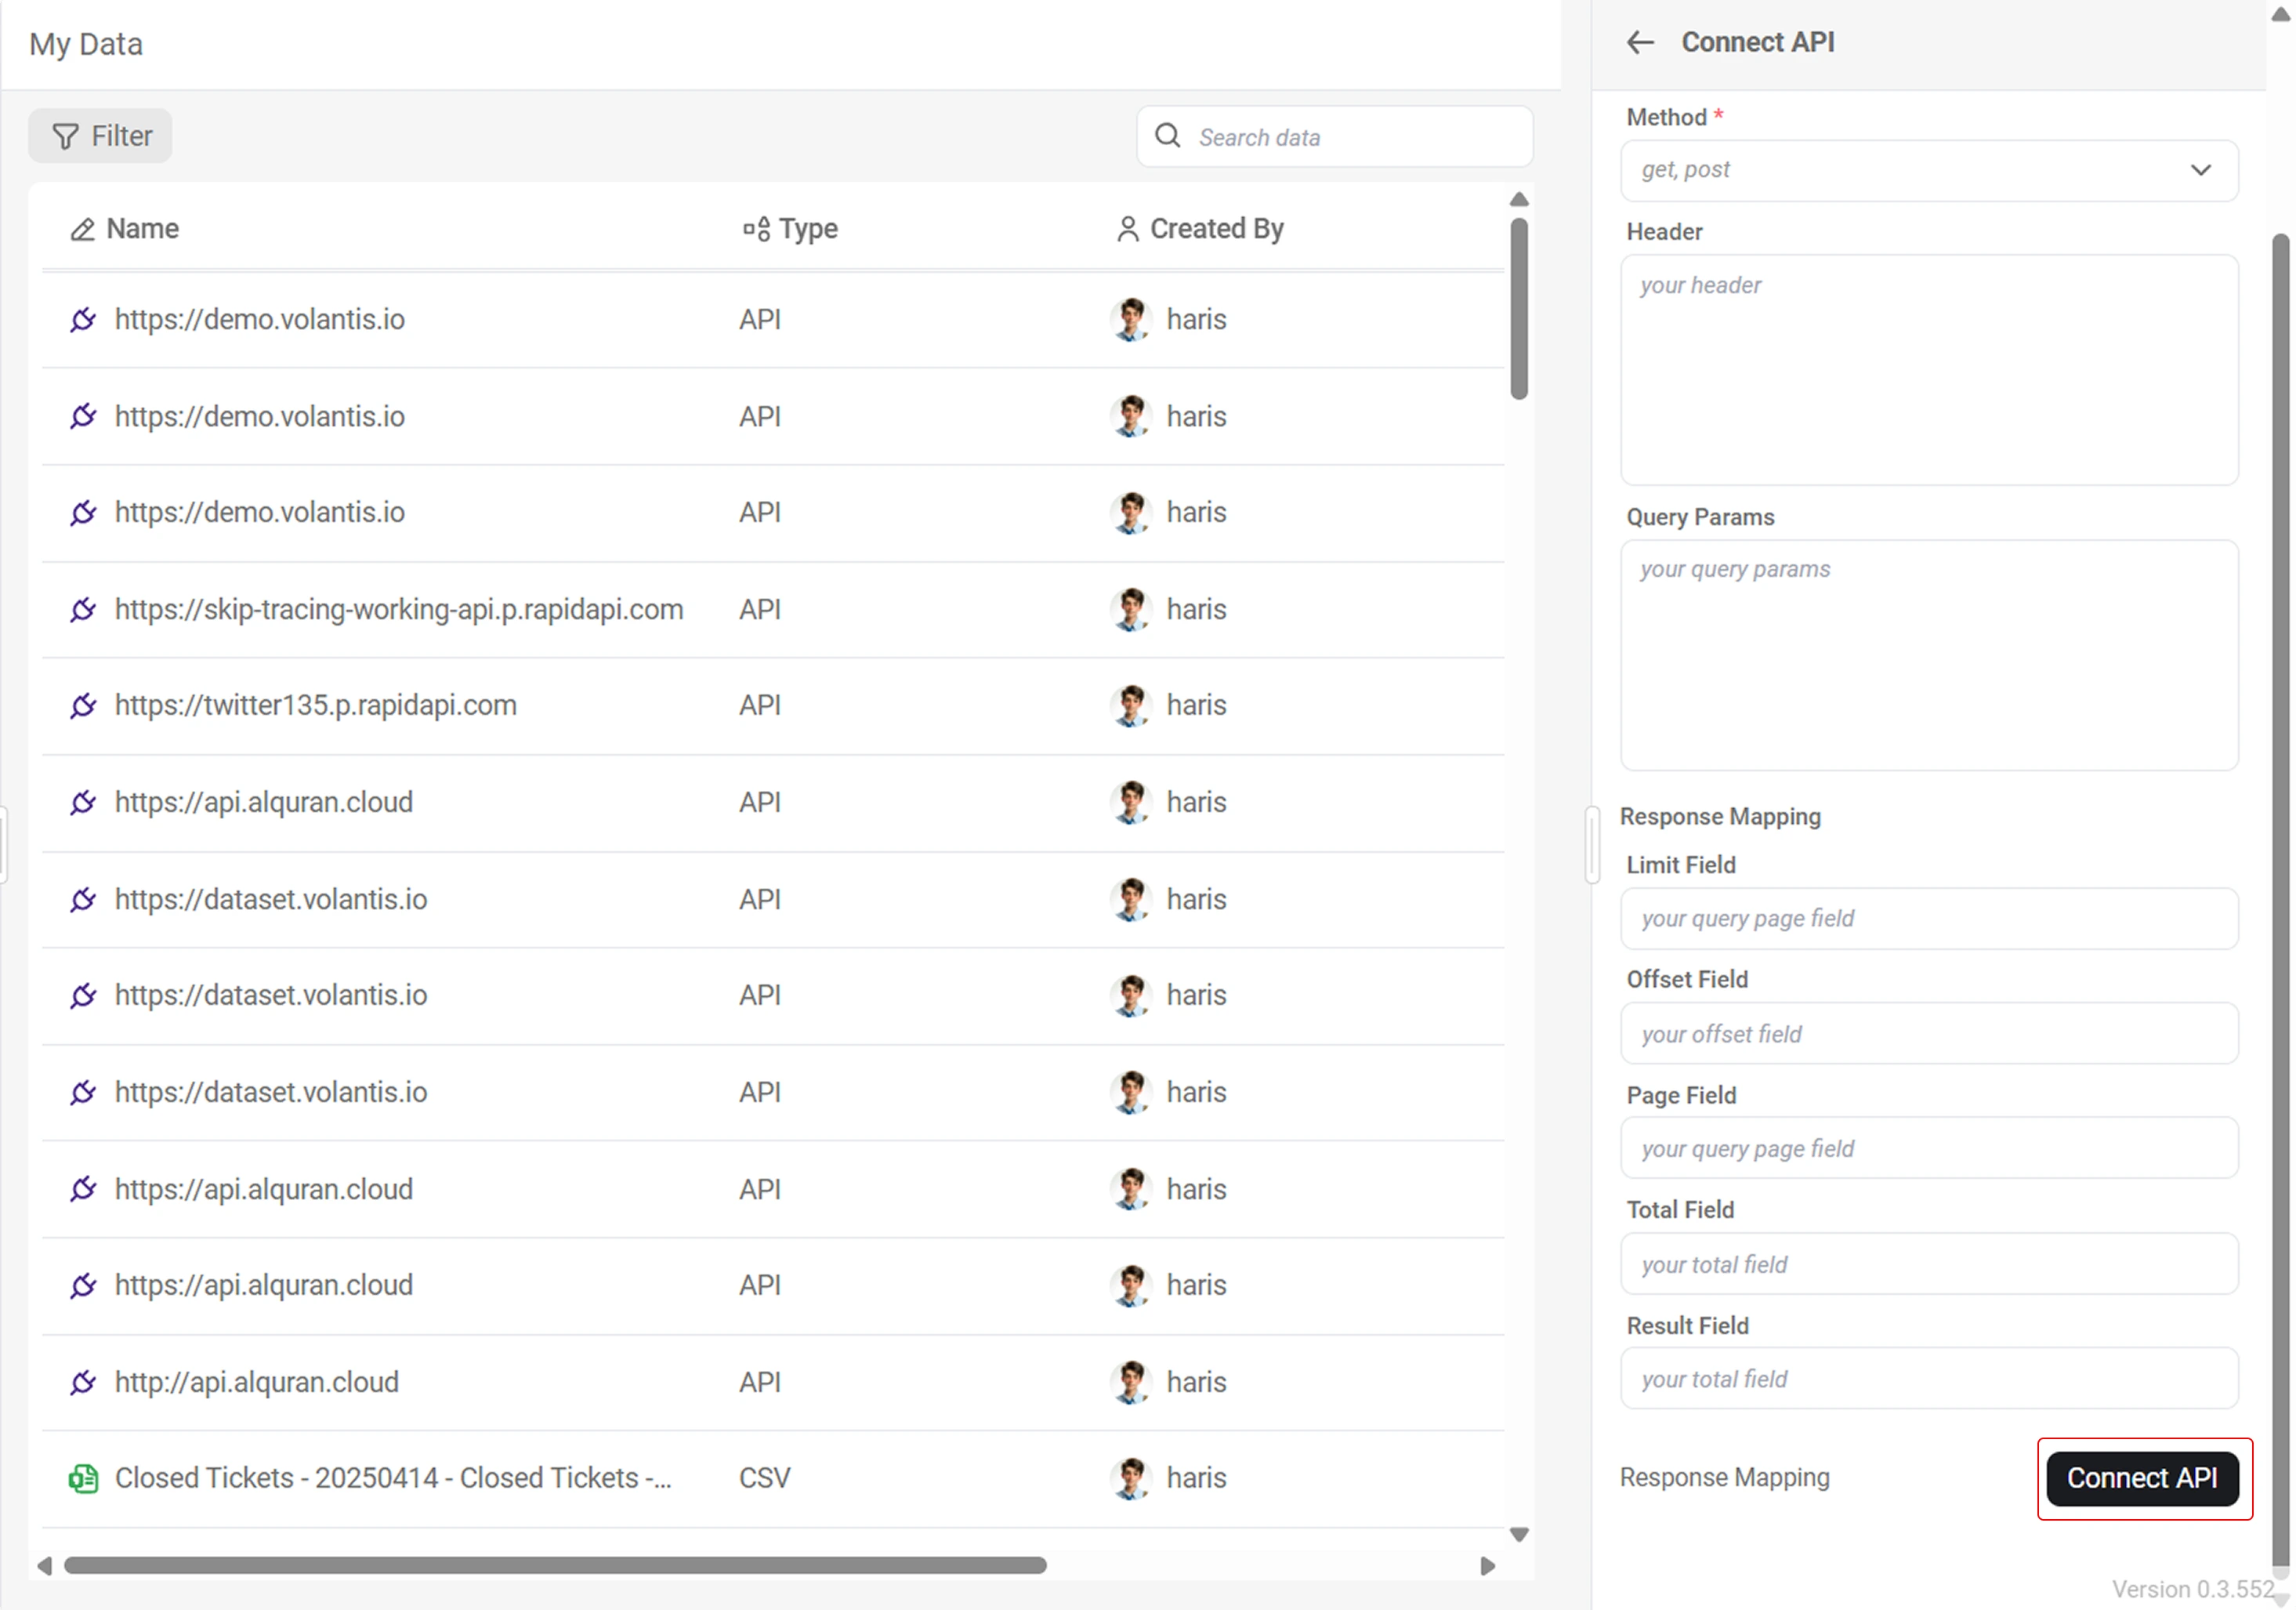 My Data
Filter
Search data
Name Type Created By
https://demo.volantis.io API haris
https://demo.volantis.io API haris
https://demo.volantis.io API haris
https://skip-tracing-working-api.p.rapidapi.com API haris
https://twitter135.p.rapidapi.com API haris
https://api.alquran.cloud API haris
https://dataset.volantis.io API haris
https://dataset.volantis.io API haris
https://dataset.volantis.io API haris
https://api.alquran.cloud API haris
https://api.alquran.cloud API haris
http://api.alquran.cloud API haris
Closed Tickets - 20250414 - Closed Tickets -... CSV haris
Connect API
Method *
get, post
Header
your header
Query Params
your query params
Response Mapping
Limit Field
your query page field
Offset Field
your offset field
Page Field
your query page field
Total Field
your total field
Result Field
your total field
Response Mapping
Connect API
Version 0.3.552